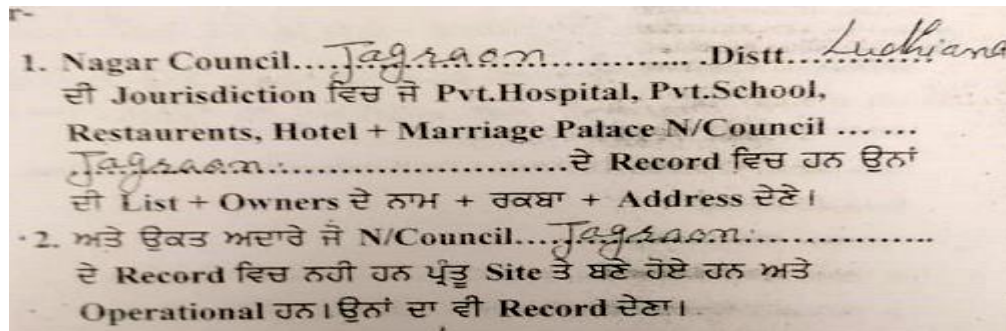 1. Nagar Council....Jagraon............... .Distt.Ludhiana
ਦੀ Jourisdiction ਵਿਚ ਜੋ Pvt.Hospital, Pvt.School,
Restaurents, Hotel + Marriage Palace N/Council ... ...
Jagraon.............................ਦੇ Record ਵਿਚ ਹਨ ਉਨਾਂ
ਦੀ List + Owners ਦੇ ਨਾਮ + ਰਕਬਾ + Address ਦੇਣੇ।
2. ਅਤੇ ਉਕਤ ਅਦਾਰੇ ਜੋ N/Council....Jagraon.................
ਦੇ Record ਵਿਚ ਨਹੀ ਹਨ ਪ੍ਰੰਤੂ Site ਤੇ ਬਣੇ ਹੋਏ ਹਨ ਅਤੇ
Operational ਹਨ।ਉਨਾਂ ਦਾ ਵੀ Record ਦੇਣਾ।